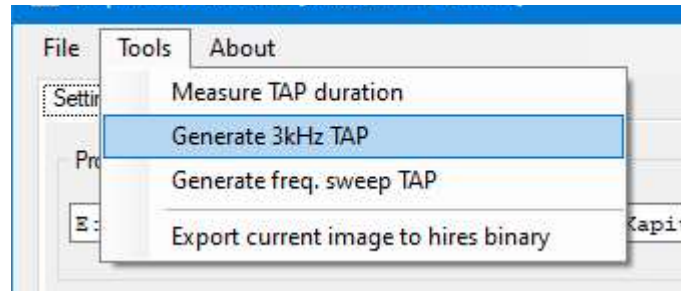 File Tools About
Measure TAP duration
Generate 3kHz TAP
Generate freq. sweep TAP
Export current image to hires binary